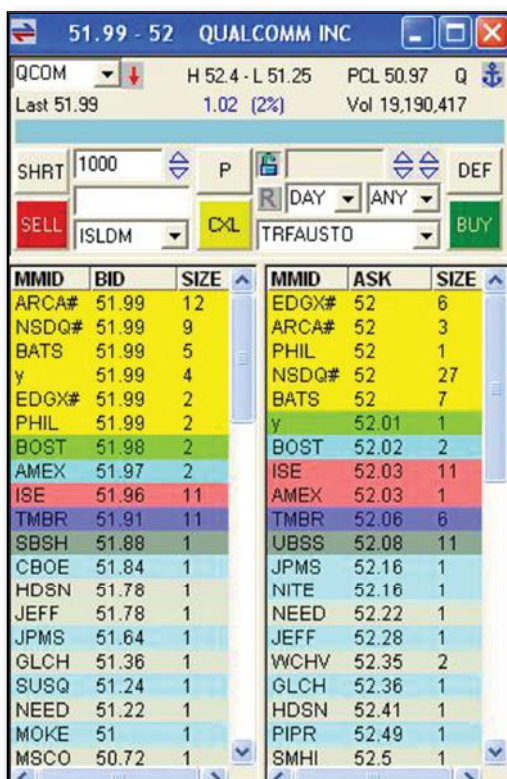 51.99 - 52 QUALCOMM INC
QCOM H 52.4 - L 51.25 PCL 50.97 Q
Last 51.99 1.02 (2%) Vol 19,190,417
SHRT 1000 P DEF
R DAY ANY
SELL ISLDM CXL TRFAUSTO BUY
MMID BID SIZE MMID ASK SIZE
ARCA# 51.99 12 EDGX# 52 6
NSDQ# 51.99 9 ARCA# 52 3
BATS 51.99 5 PHIL 52 1
y 51.99 4 NSDQ# 52 27
EDGX# 51.99 2 BATS 52 7
PHIL 51.99 2 y 52.01 1
BOST 51.98 2 BOST 52.02 2
AMEX 51.97 2 ISE 52.03 11
ISE 51.96 11 AMEX 52.03 1
TMBR 51.91 11 TMBR 52.06 6
SBSH 51.88 1 UBSS 52.08 11
CBOE 51.84 1 JPMS 52.16 1
HDSN 51.78 1 NITE 52.16 1
JEFF 51.78 1 NEED 52.22 1
JPMS 51.64 1 JEFF 52.28 1
GLCH 51.36 1 WCHV 52.35 2
SUSQ 51.24 1 GLCH 52.36 1
NEED 51.22 1 HDSN 52.41 1
MOKE 51 1 PIPR 52.49 1
MSCO 50.72 1 SMHI 52.5 1